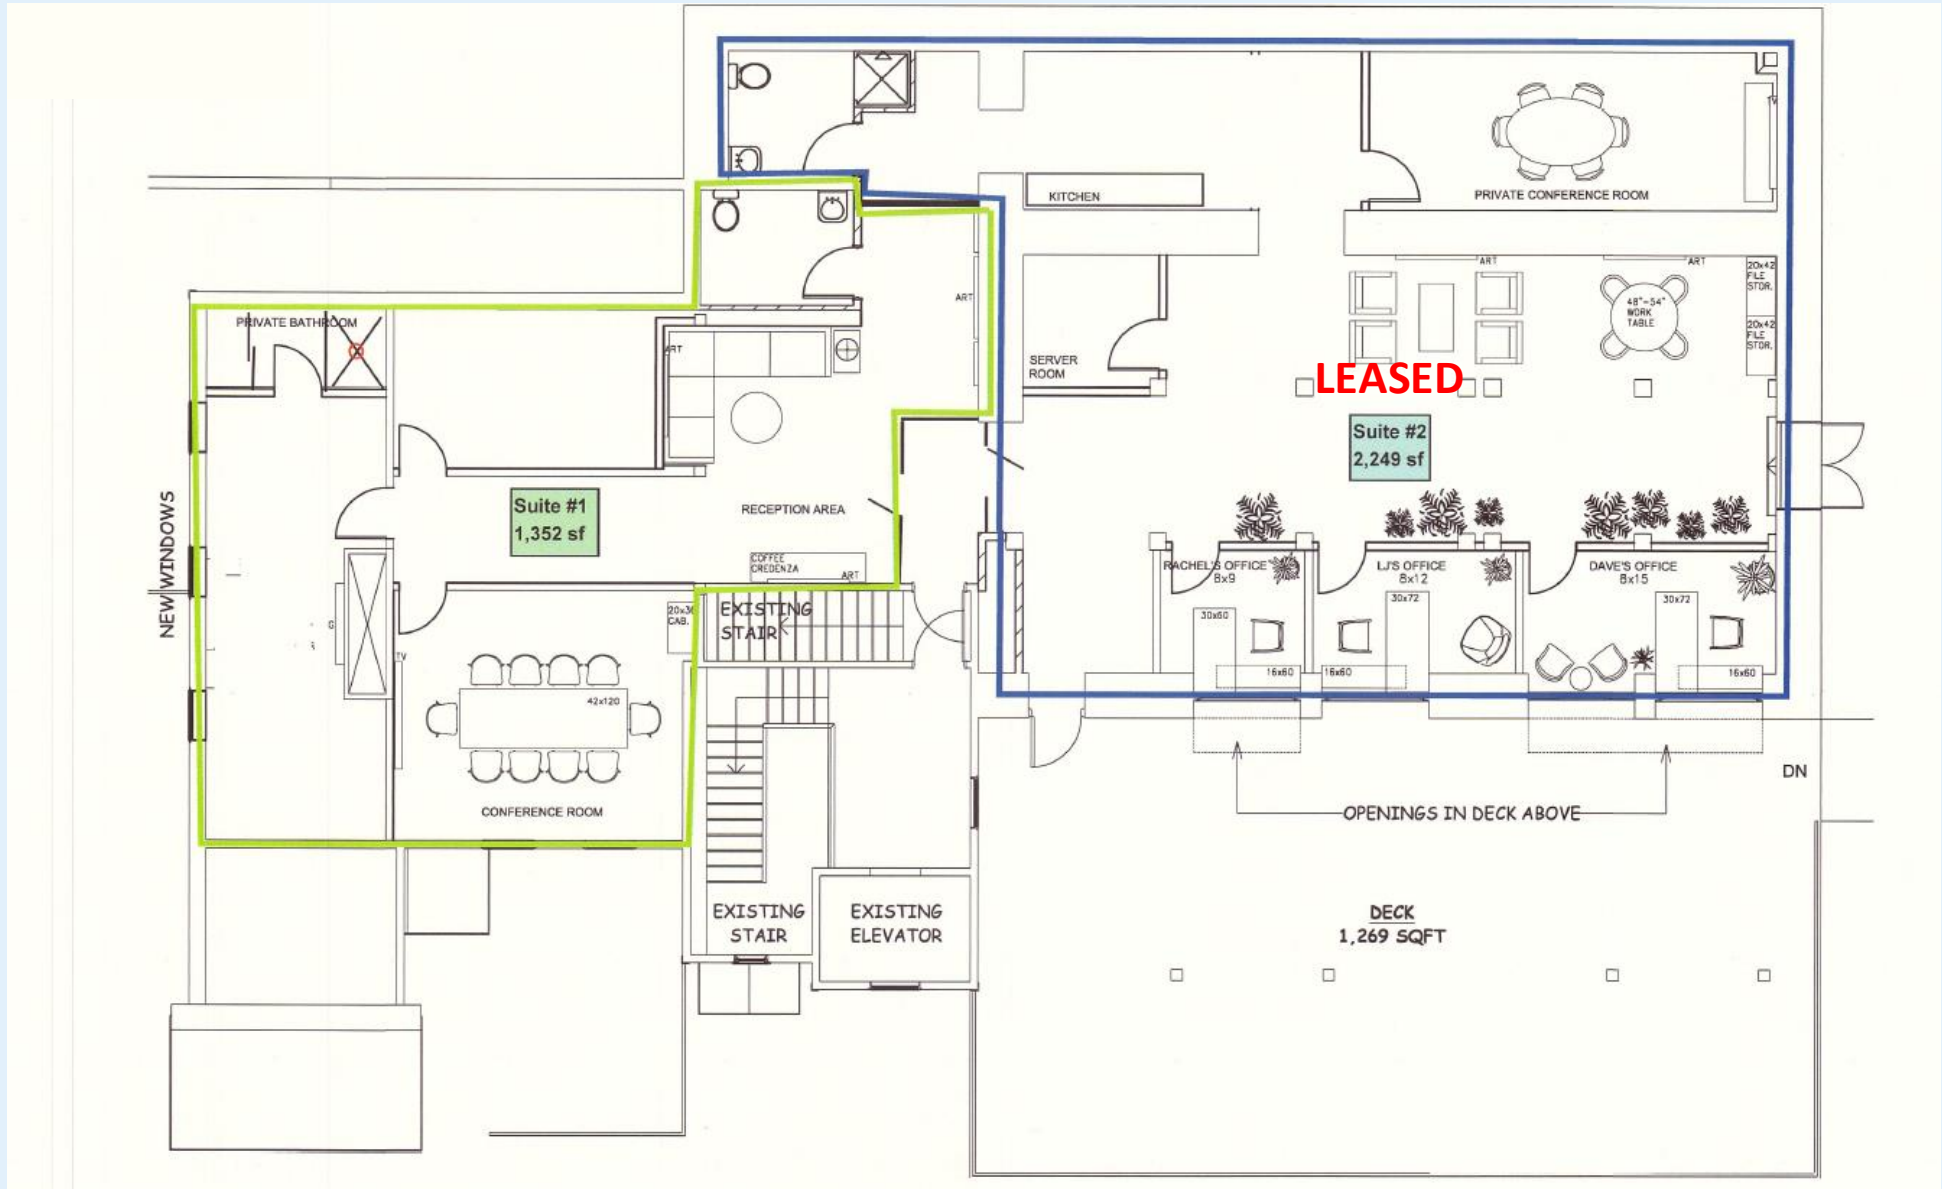 KITCHEN
PRIVATE CONFERENCE ROOM
TV
ART
ART
20x42
FILE
STOR.
48"-54"
WORK
TABLE
20x42
FILE
STOR.
ART
PRIVATE BATHROOM
ART
SERVER
ROOM
LEASED
Suite #2
2,249 sf
Suite #1
1,352 sf
RECEPTION AREA
NEW WINDOWS
COFFEE
CREDENZA
ART
RACHEL'S OFFICE
8x9
LJ'S OFFICE
8x12
DAVE'S OFFICE
8x15
20x36
CAB.
EXISTING
STAIR
30x60
30x72
30x72
TV
16x60
16x60
16x60
42x120
CONFERENCE ROOM
DN
OPENINGS IN DECK ABOVE
EXISTING
STAIR
EXISTING
ELEVATOR
DECK
1,269 SQFT